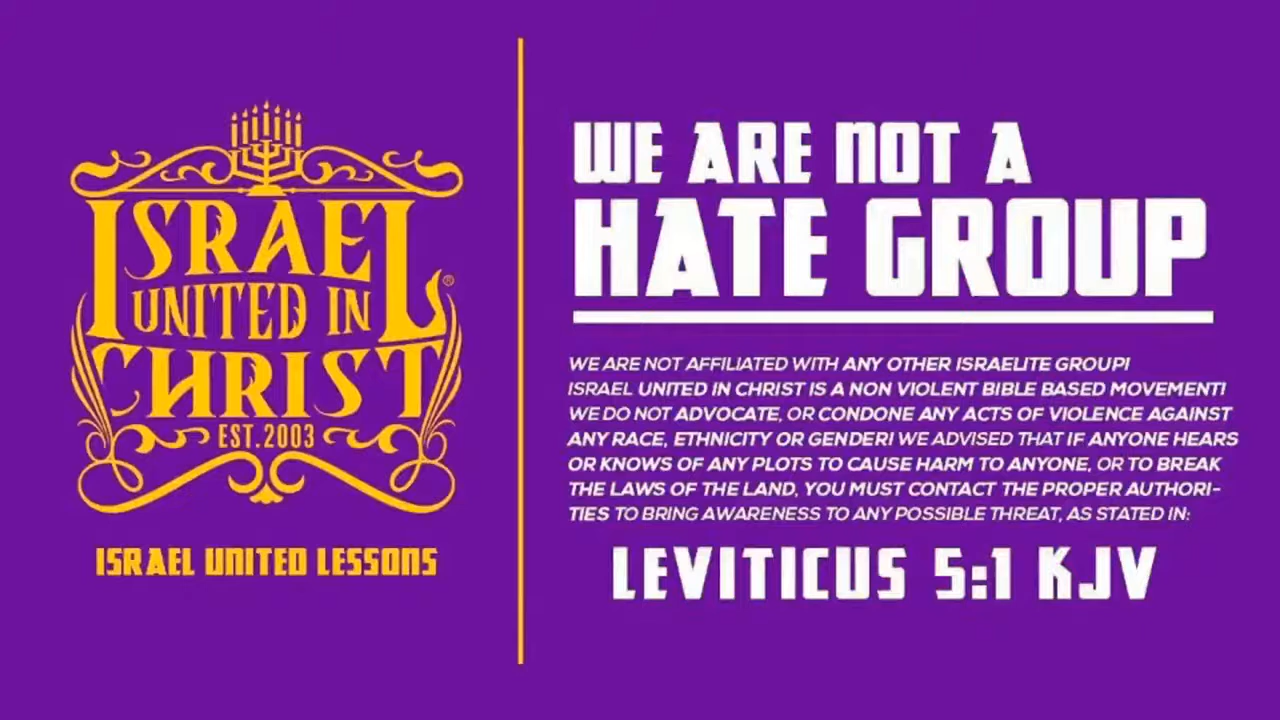 ISRAEL
UNITED IN
CHRIST
EST.2003
ISRAEL UNITED LESSONS
WE ARE NOT A
HATE GROUP
WE ARE NOT AFFILIATED WITH ANY OTHER ISRAELITE GROUP!
ISRAEL UNITED IN CHRIST IS A NON VIOLENT BIBLE BASED MOVEMENT!
WE DO NOT ADVOCATE, OR CONDONE ANY ACTS OF VIOLENCE AGAINST
ANY RACE, ETHNICITY OR GENDER! WE ADVISED THAT IF ANYONE HEARS
OR KNOWS OF ANY PLOTS TO CAUSE HARM TO ANYONE, OR TO BREAK
THE LAWS OF THE LAND, YOU MUST CONTACT THE PROPER AUTHORI-
TIES TO BRING AWARENESS TO ANY POSSIBLE THREAT, AS STATED IN:
LEVITICUS 5:1 KJV